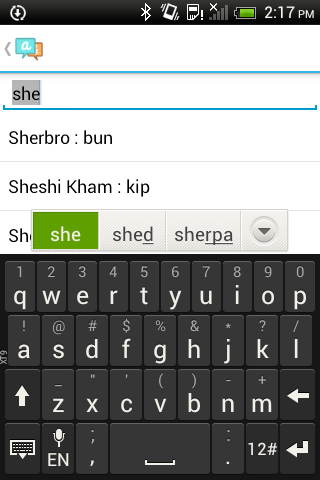 2:17 PM
she
Sherbro : bun
Sheshi Kham : kip
she shed sherpa
1 2 3 4 5 6 7 8 9 0
q w e r t y u i o p
! @ # $ % & * ? /
a s d f g h j k l
_ " ' ( ) - +
z x c v b n m
XT9
EN ; , : . 12#